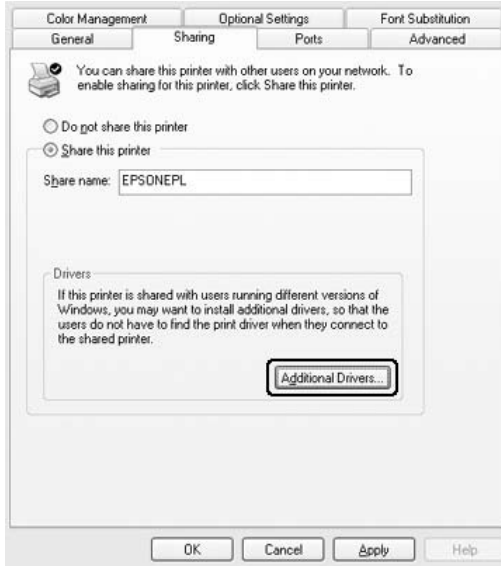 Color Management
Optional Settings
Font Substitution
General
Sharing
Ports
Advanced
You can share this printer with other users on your network. To
enable sharing for this printer, click Share this printer.
Do not share this printer
Share this printer
Share name: EPSONEPL
Drivers
If this printer is shared with users running different versions of
Windows, you may want to install additional drivers, so that the
users do not have to find the print driver when they connect to
the shared printer.
Additional Drivers...
OK
Cancel
Apply
Help